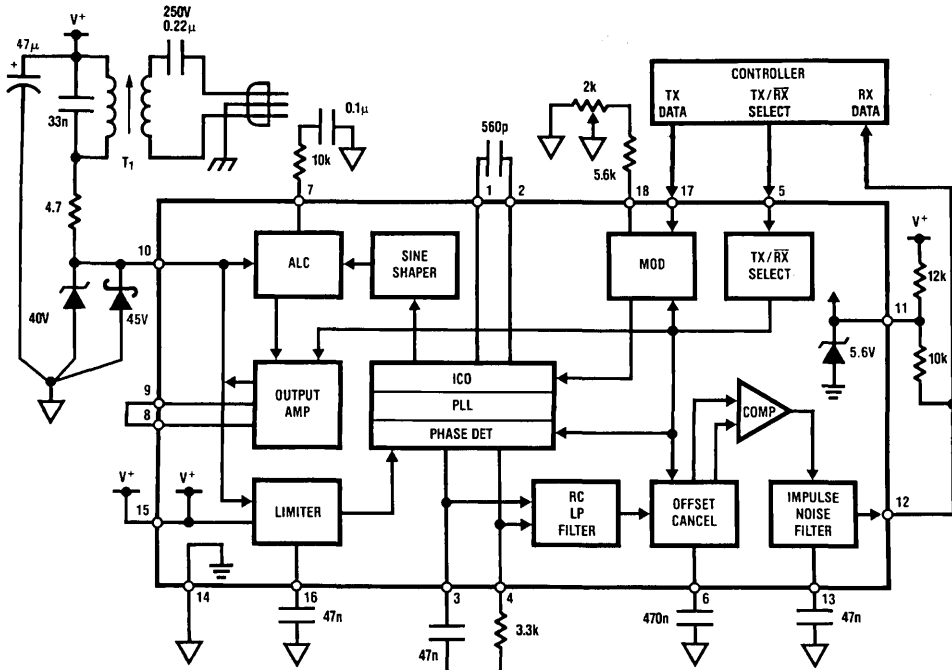 250V
0.22μ
V+
47μ
+
33n
T1
0.1μ
10k
560p
2k
5.6k
CONTROLLER
TX DATA
TX/RX SELECT
RX DATA
4.7
7
1
2
18
17
5
10
ALC
SINE SHAPER
MOD
TX/RX SELECT
V+
12k
11
40V
45V
5.6V
10k
9
8
OUTPUT AMP
ICO
PLL
PHASE DET
COMP
V+
V+
15
LIMITER
RC LP FILTER
OFFSET CANCEL
IMPULSE NOISE FILTER
12
14
16
3
4
6
13
47n
47n
3.3k
470n
47n